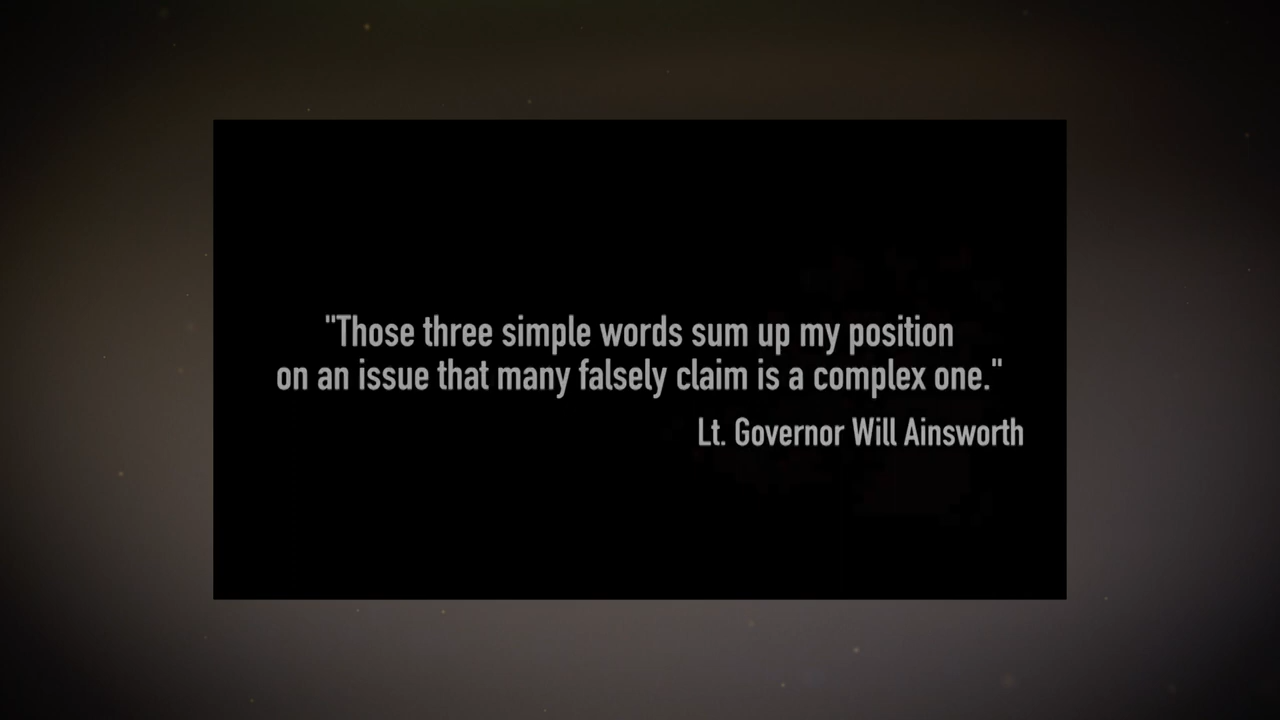 "Those three simple words sum up my position
on an issue that many falsely claim is a complex one."
Lt. Governor Will Ainsworth